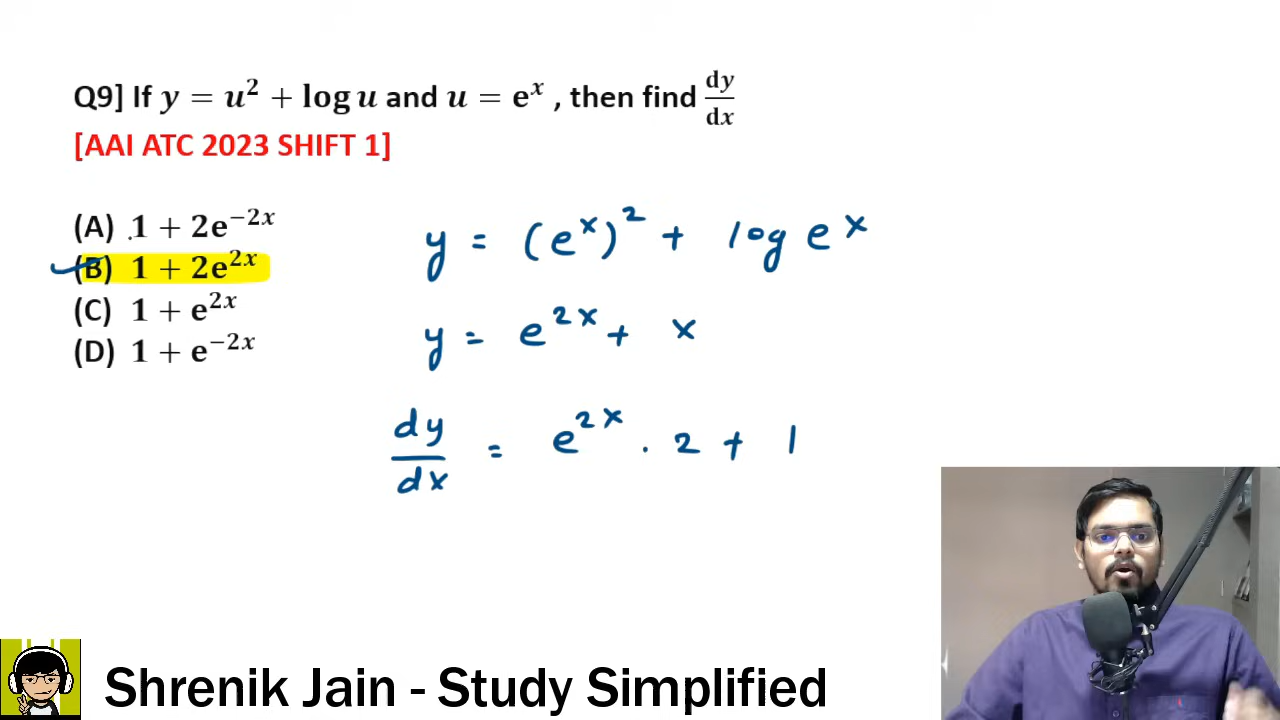 Q9] If y = u² + log u and u = eˣ , then find dy/dx
[AAI ATC 2023 SHIFT 1]
(A) 1 + 2e⁻²ˣ
(B) 1 + 2e²ˣ
(C) 1 + e²ˣ
(D) 1 + e⁻²ˣ
y = (eˣ)² + log eˣ
y = e²ˣ + x
dy/dx = e²ˣ . 2 + 1
Shrenik Jain - Study Simplified